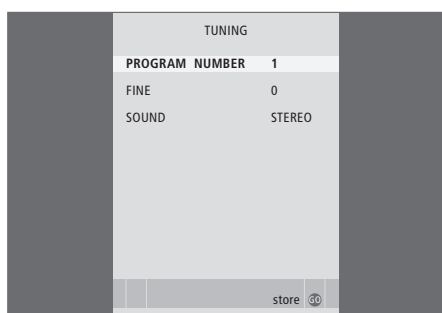 TUNING
PROGRAM NUMBER 1
FINE 0
SOUND STEREO
store GO